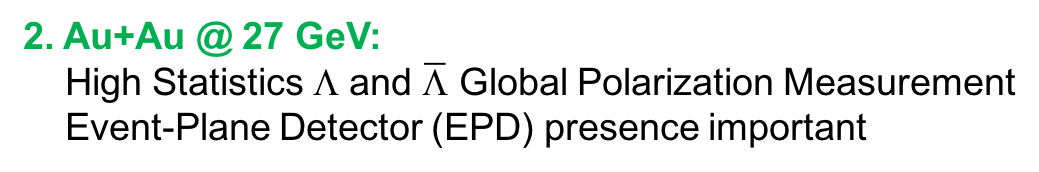 2. Au+Au @ 27 GeV:
High Statistics Λ and Λ̅ Global Polarization Measurement
Event-Plane Detector (EPD) presence important